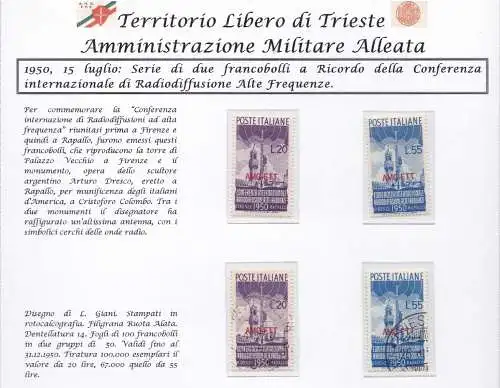 Territorio Libero di Trieste
Amministrazione Militare Alleata
1950, 15 luglio: Serie di due francobolli a Ricordo della Conferenza
internazionale di Radiodiffusione Alte Frequenze.
Per commemorare la "Conferenza
internazione di Radiodiffusioni ad alta
frequenza" riunitasi prima a Firenze e
quindi a Rapallo, furono emessi questi
francobolli, che riproducono la torre di
Palazzo Vecchio a Firenze e il
monumento, opera dello scultore
argentino Arturo Dresco, eretto a
Rapallo, per munificenza degli italiani
d'America, a Cristoforo Colombo. Tra i
due monumenti il disegnatore ha
raffigurato un'altissima antenna, con i
simbolici cerchi delle onde radio.
POSTE ITALIANE
L20
AMG-FTT
1950
POSTE ITALIANE
L55
AMG-FTT
1950
Disegno di L. Giani. Stampati in
rotocalcografia. Filigrana Ruota Alata.
Dentellatura 14. Fogli di 100 francobolli
in due gruppi di 50. Validi fino al
31.12.1950. Tiratura 100.000 esemplari il
valore da 20 lire, 67.000 quello da 55
lire.
POSTE ITALIANE
L20
AMG-FTT
1950
POSTE ITALIANE
L55
AMG-FTT
1950